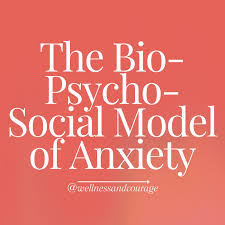 The Bio-
Psycho-
Social Model
of Anxiety
@wellnessandcourage